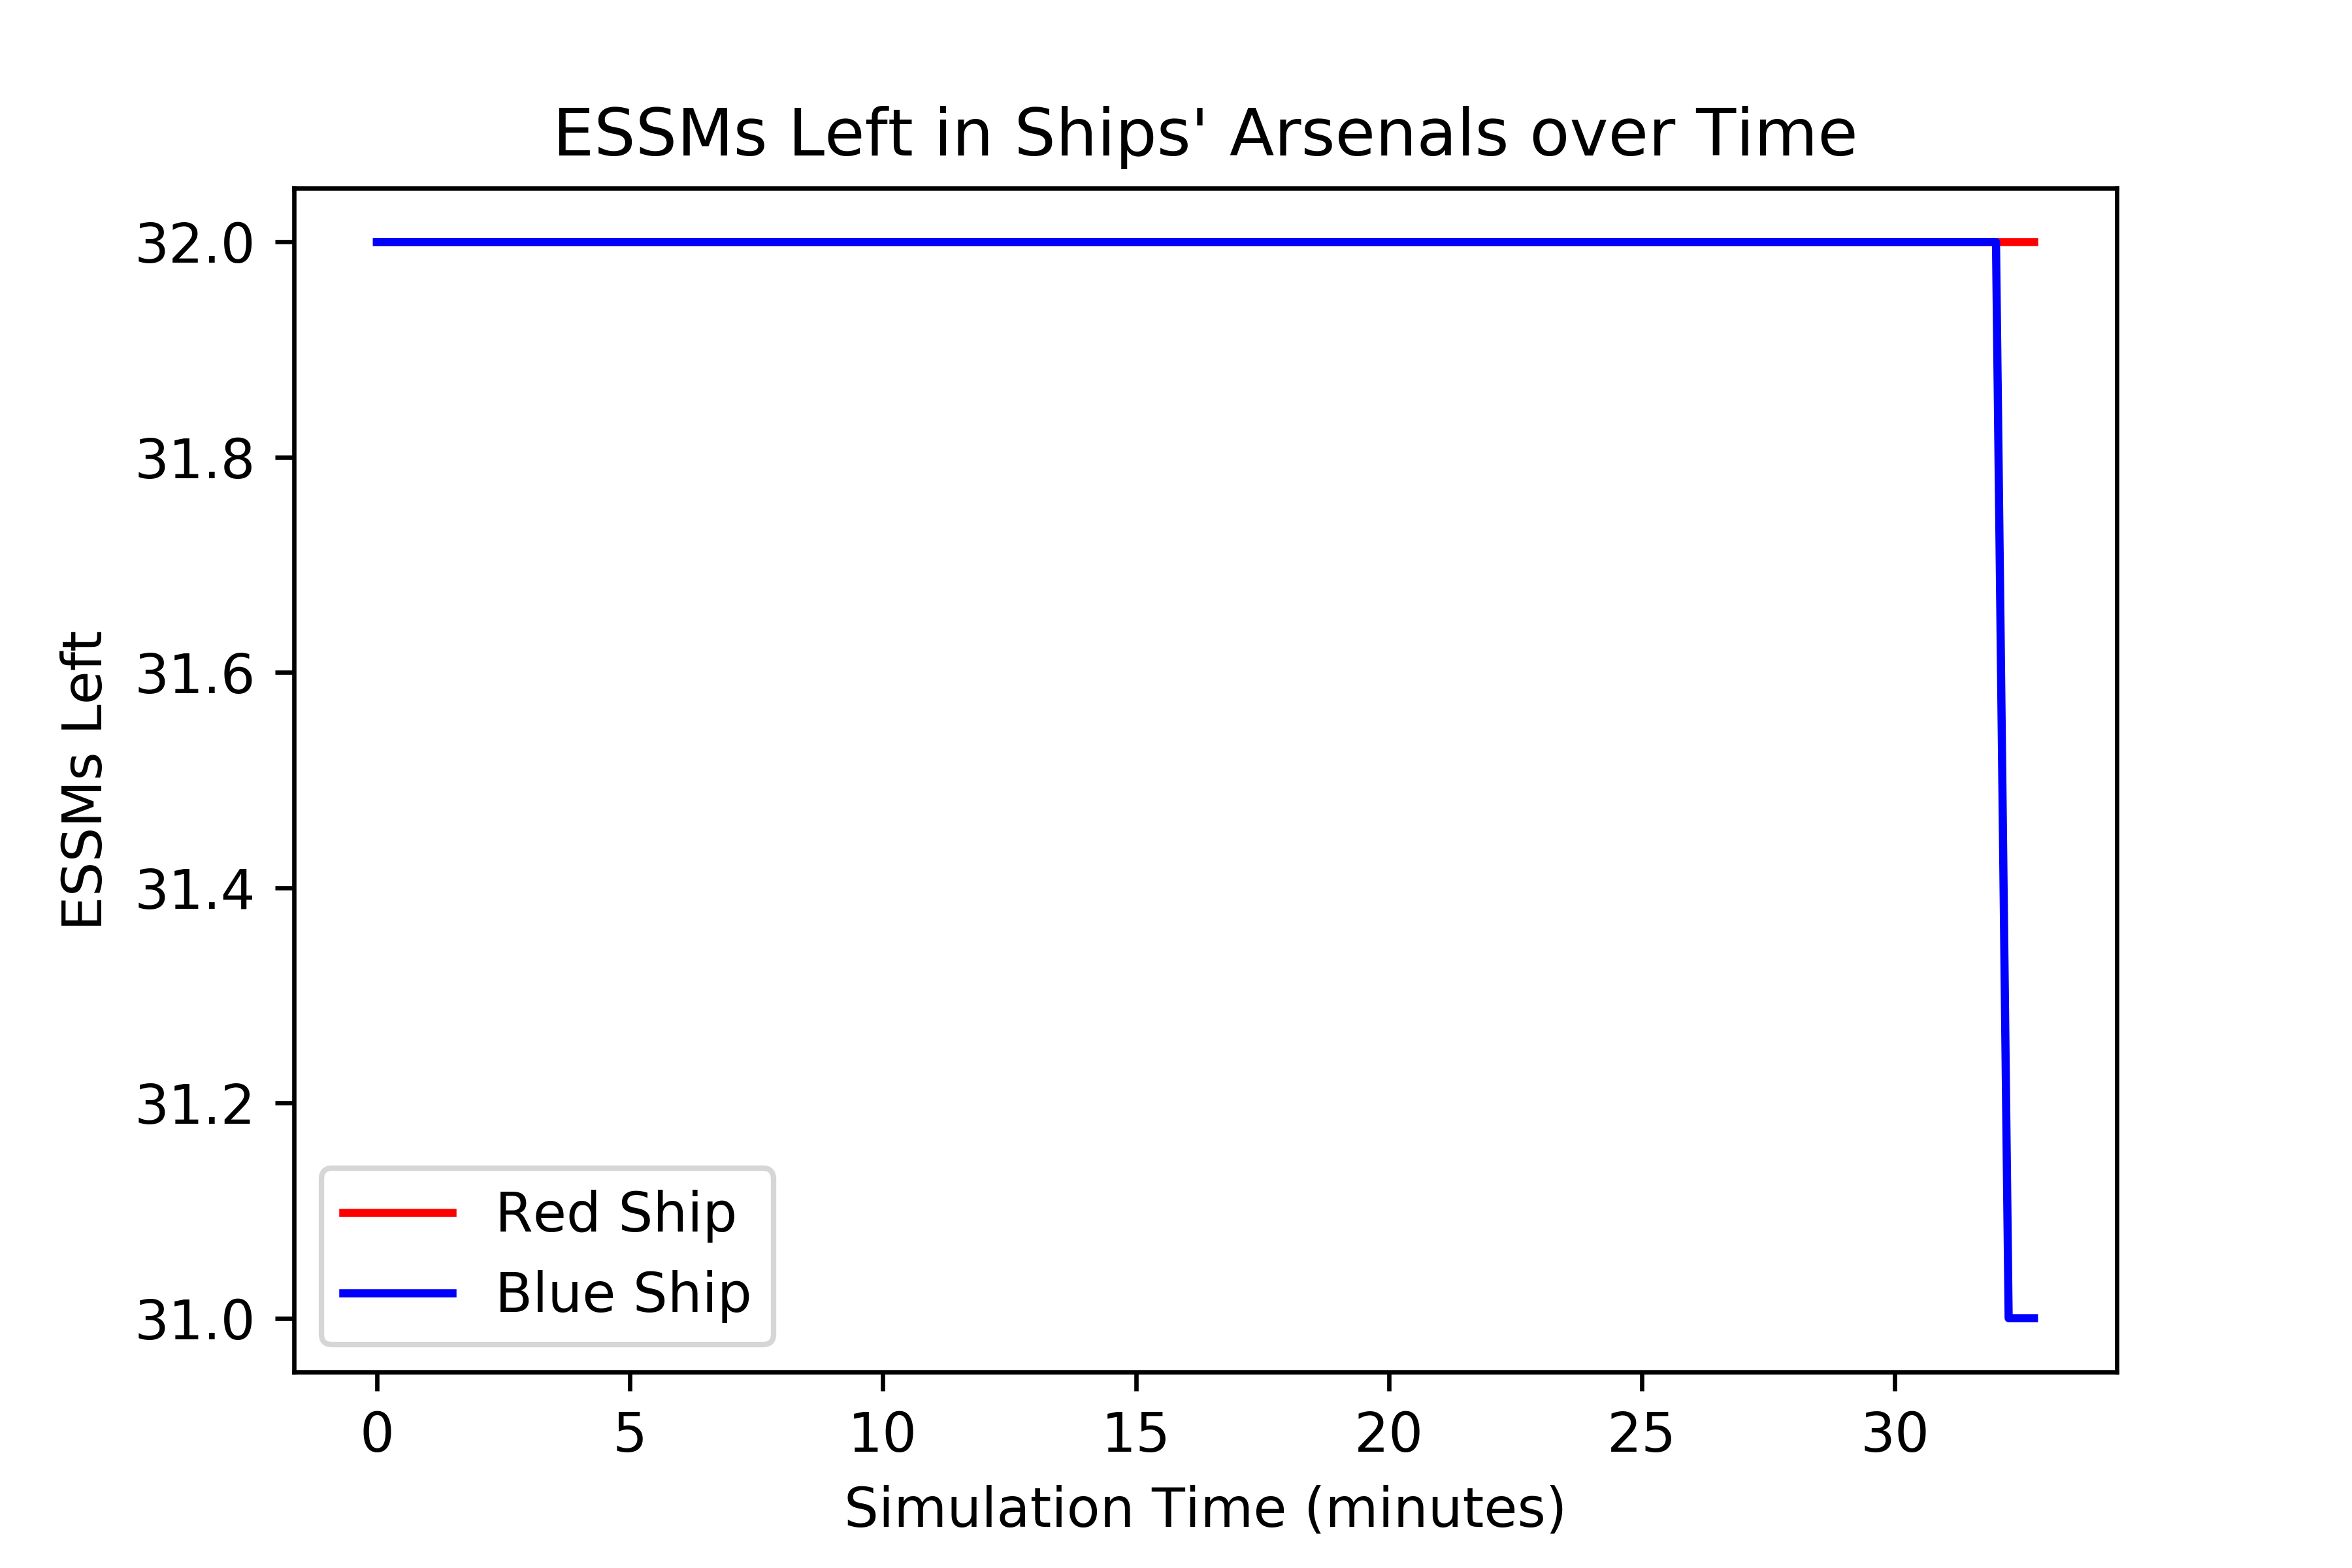 ESSMs Left in Ships' Arsenals over Time
ESSMs Left
32.0
31.8
31.6
31.4
31.2
31.0
Red Ship
Blue Ship
0 5 10 15 20 25 30
Simulation Time (minutes)